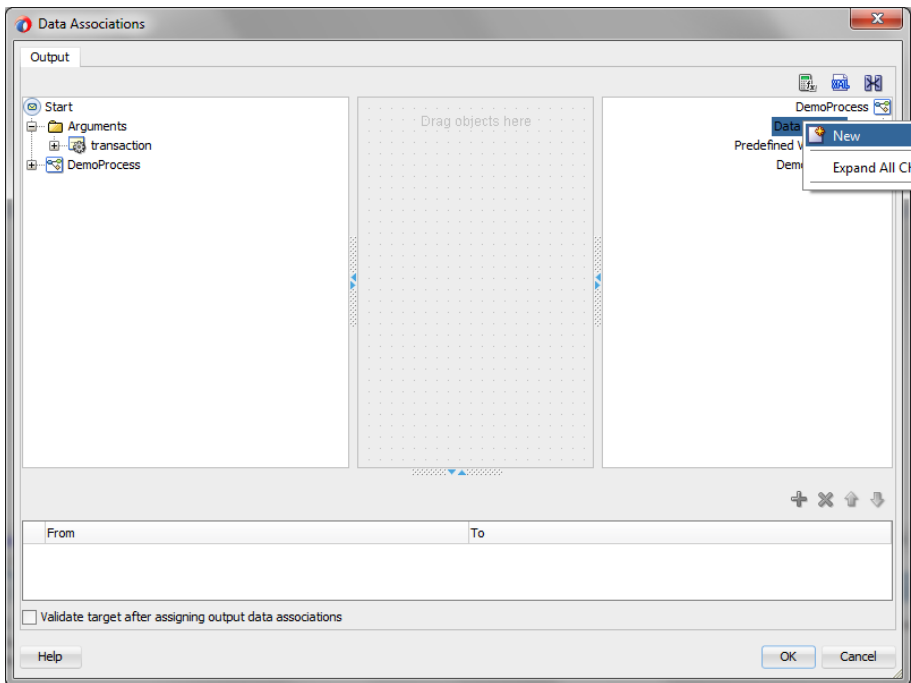 Data Associations
Output
Start
Arguments
transaction
DemoProcess
Drag objects here
DemoProcess
Data
Predefined
New
Expand All
From
To
Validate target after assigning output data associations
Help
OK
Cancel